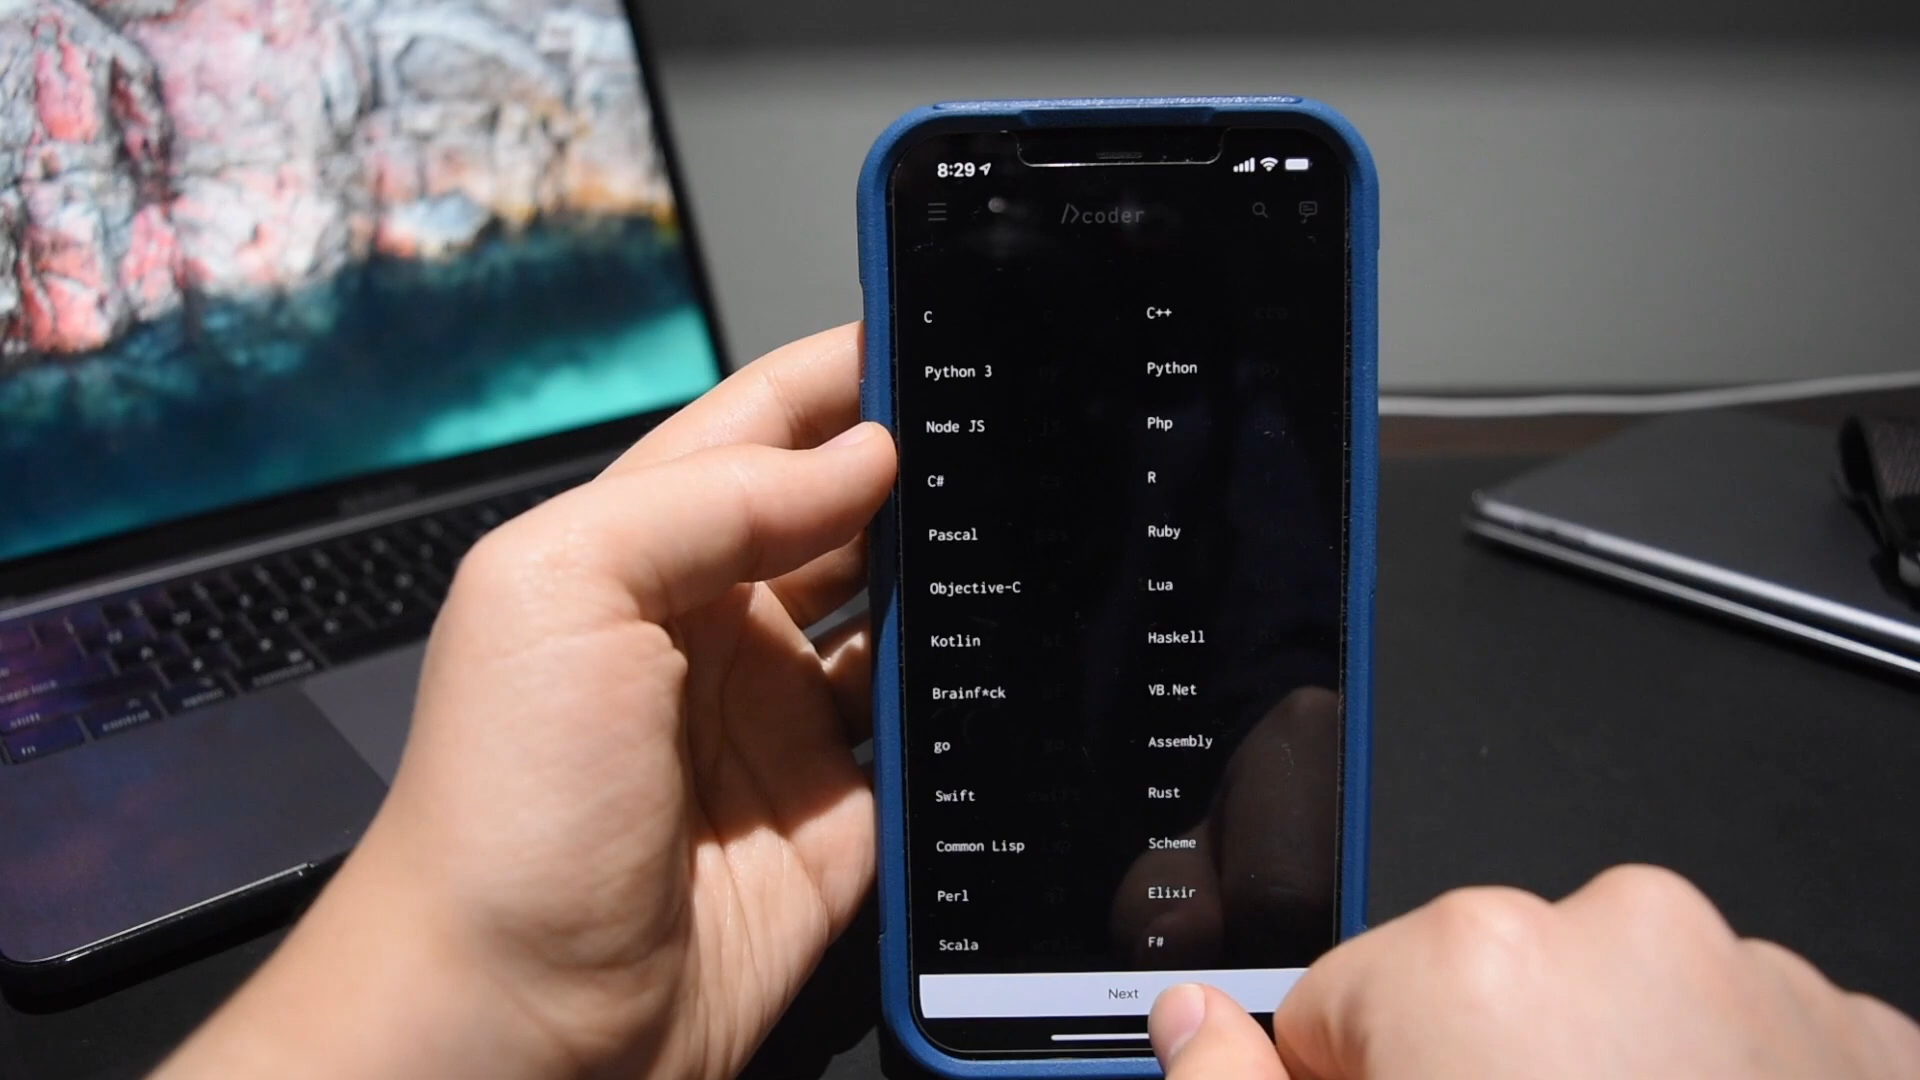 8:29
/>coder
C C++
Python 3 Python
Node JS Php
C# R
Pascal Ruby
Objective-C Lua
Kotlin Haskell
Brainf*ck VB.Net
go Assembly
Swift Rust
Common Lisp Scheme
Perl Elixir
Scala F#
Next